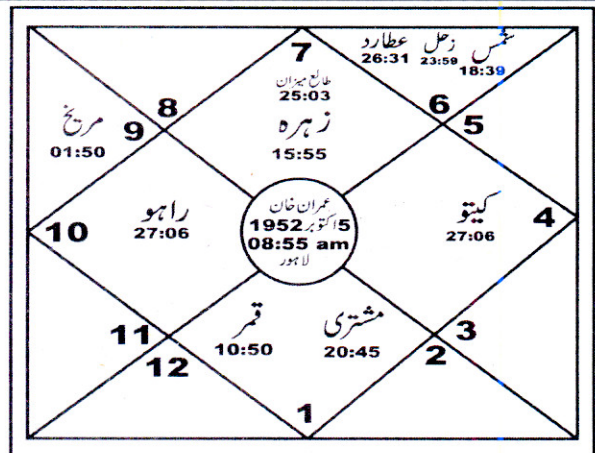 7
شمس
18:39
زحل
23:59
عطارد
26:31
طالع میزان
25:03
زہرہ
15:55
6
5
8
9
مریخ
01:50
راہو
27:06
10
عمران خان
5 اکتوبر 1952
08:55 am
لاہور
کیتو
27:06
4
11
12
قمر
10:50
مشتری
20:45
3
2
1